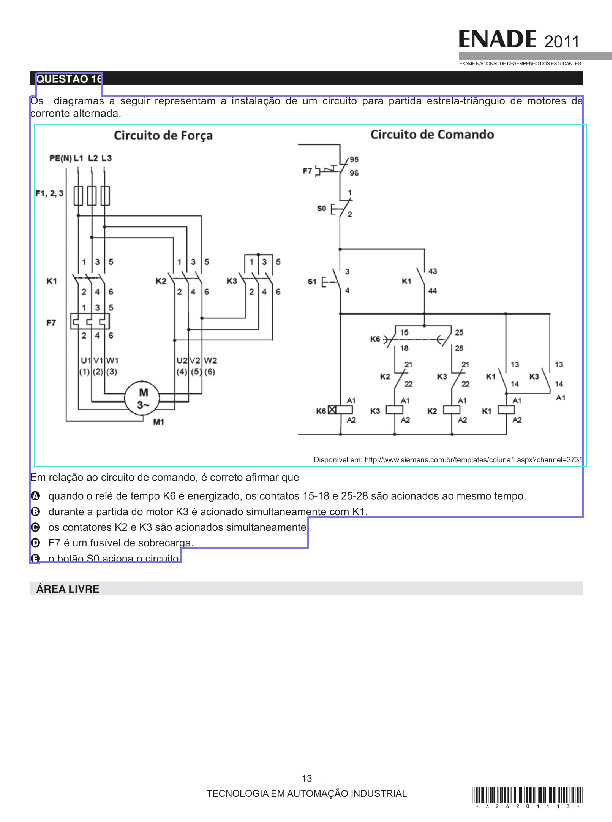 ENADE 2011
EXAME NACIONAL DE DESEMPENHO DOS ESTUDANTES
QUESTÃO 16
Os diagramas a seguir representam a instalação de um circuito para partida estrela-triângulo de motores de
corrente alternada.
Circuito de Força
Circuito de Comando
PE(N) L1 L2 L3
F1, 2, 3
1 3 5
K1
2 4 6
1 3 5
F7
2 4 6
U1 V1 W1
(1) (2) (3)
1 3 5
K2
2 4 6
1 3 5
K3
2 4 6
U2 V2 W2
(4) (5) (6)
M
3~
M1
F7
95
96
S0
1
2
S1
3
4
K1
43
44
K6
15
18
25
28
K2
21
22
K3
21
22
K1
13
14
K3
13
14
A1
K6
A1
A2
K3
A1
A2
K2
A1
A2
K1
A1
A2
Disponível em: http://www.siemans.com.br/templates/coluna1.aspx?channel=3735
Em relação ao circuito de comando, é correto afirmar que
A quando o relé de tempo K6 é energizado, os contatos 15-18 e 25-28 são acionados ao mesmo tempo.
B durante a partida do motor K3 é acionado simultaneamente com K1.
C os contatores K2 e K3 são acionados simultaneamente
D F7 é um fusível de sobrecarga.
E o botão S0 aciona o circuito
ÁREA LIVRE
13
TECNOLOGIA EM AUTOMAÇÃO INDUSTRIAL